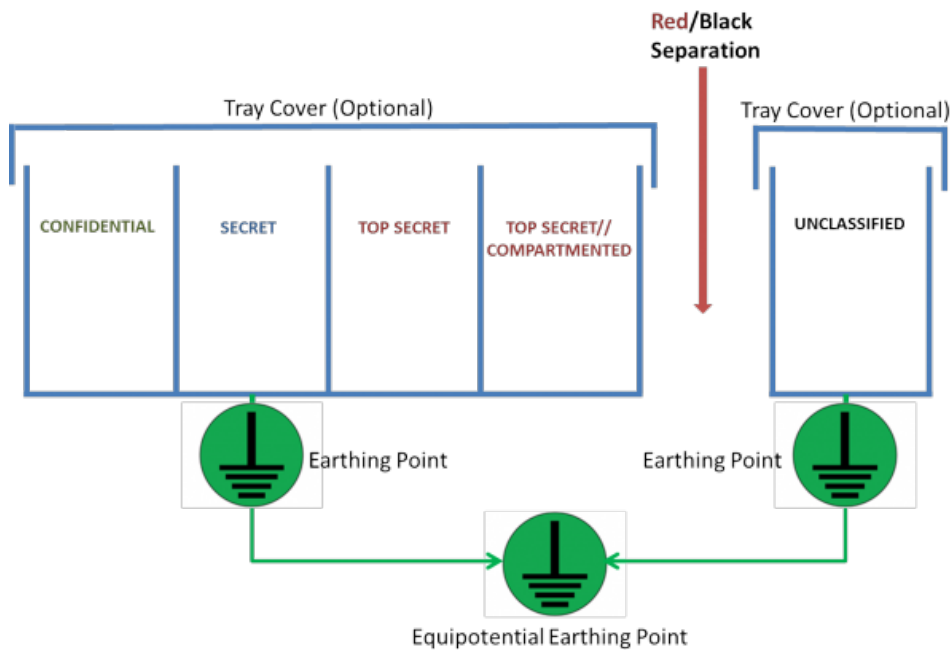 Red/Black
Separation
Tray Cover (Optional)
Tray Cover (Optional)
CONFIDENTIAL
SECRET
TOP SECRET
TOP SECRET//
COMPARTMENTED
UNCLASSIFIED
Earthing Point
Earthing Point
Equipotential Earthing Point